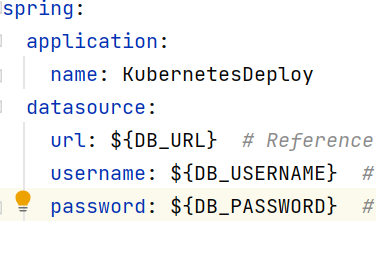 spring:
  application:
    name: KubernetesDeploy
  datasource:
    url: ${DB_URL}  # Reference
    username: ${DB_USERNAME}  #
    password: ${DB_PASSWORD}  #